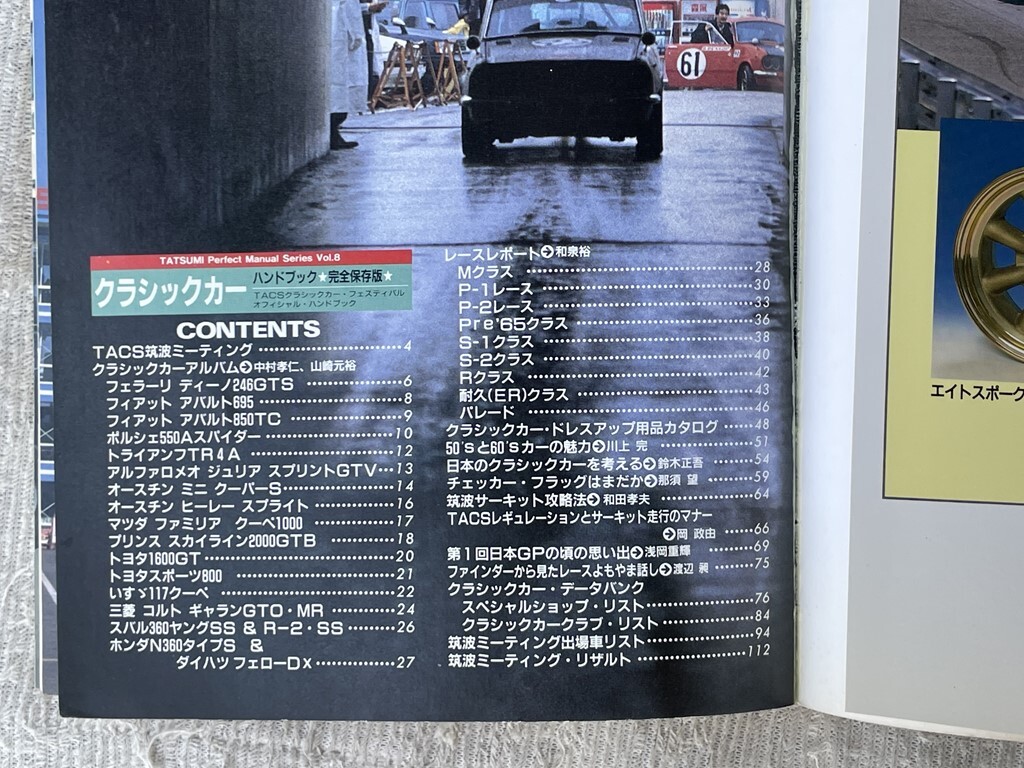 61
TATSUMI Perfect Manual Series Vol.8
クラシックカー
ハンドブック★完全保存版★
TACSクラシックカー・フェスティバル
オフィシャル・ハンドブック
CONTENTS
TACS筑波ミーティング 4
クラシックカーアルバム➔中村孝仁、山崎元裕
フェラーリ ディーノ246GTS 6
フィアット アバルト695 8
フィアット アバルト850TC 9
ポルシェ550Aスパイダー 10
トライアンフTR4A 12
アルファロメオ ジュリア スプリントGTV 13
オースチン ミニ クーパーS 14
オースチン ヒーレー スプライト 16
マツダ ファミリア クーペ1000 17
プリンス スカイライン2000GTB 18
トヨタ1600GT 20
トヨタスポーツ800 21
いすゞ117クーペ 22
三菱 コルト ギャランGTO・MR 24
スバル360ヤングSS & R-2・SS 26
ホンダN360タイプS &
ダイハツ フェローDx 27
レースレポート➔和泉裕
Mクラス 28
P-1レース 30
P-2レース 33
Pre'65クラス 36
S-1クラス 38
S-2クラス 40
Rクラス 42
耐久(ER)クラス 43
パレード 46
クラシックカー・ドレスアップ用品カタログ 48
50'sと60'sカーの魅力➔川上 完 51
日本のクラシックカーを考える➔鈴木正吾 54
チェッカー・フラッグはまだか➔那須 望 59
筑波サーキット攻略法➔和田孝夫 64
TACSレギュレーションとサーキット走行のマナー
➔岡 政由 66
第1回日本GPの頃の思い出➔浅岡重輝 69
ファインダーから見たレースよもやま話し➔渡辺 昶 75
クラシックカー・データバンク
スペシャルショップ・リスト 76
クラシックカークラブ・リスト 84
筑波ミーティング出場車リスト 94
筑波ミーティング・リザルト 112
エイトスポーク